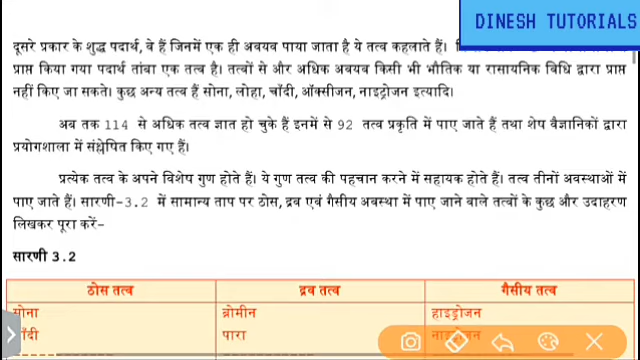 DINESH TUTORIALS
दूसरे प्रकार के शुद्ध पदार्थ, वे हैं जिनमें एक ही अवयव पाया जाता है ये तत्व कहलाते हैं।
प्राप्त किया गया पदार्थ तांबा एक तत्व है। तत्वों से और अधिक अवयव किसी भी भौतिक या रासायनिक विधि द्वारा प्राप्त
नहीं किए जा सकते। कुछ अन्य तत्व हैं सोना, लोहा, चाँदी, ऑक्सीजन, नाइट्रोजन इत्यादि।
अब तक 114 से अधिक तत्व ज्ञात हो चुके हैं इनमें से 92 तत्व प्रकृति में पाए जाते हैं तथा शेष वैज्ञानिकों द्वारा
प्रयोगशाला में संश्लेषित किए गए हैं।
प्रत्येक तत्व के अपने विशेष गुण होते हैं। ये गुण तत्व की पहचान करने में सहायक होते हैं। तत्व तीनों अवस्थाओं में
पाए जाते हैं। सारणी-3.2 में सामान्य ताप पर ठोस, द्रव एवं गैसीय अवस्था में पाए जाने वाले तत्वों के कुछ और उदाहरण
लिखकर पूरा करें-
सारणी 3.2
ठोस तत्व द्रव तत्व गैसीय तत्व
सोना ब्रोमीन हाइड्रोजन
चाँदी पारा नाइट्रोजन